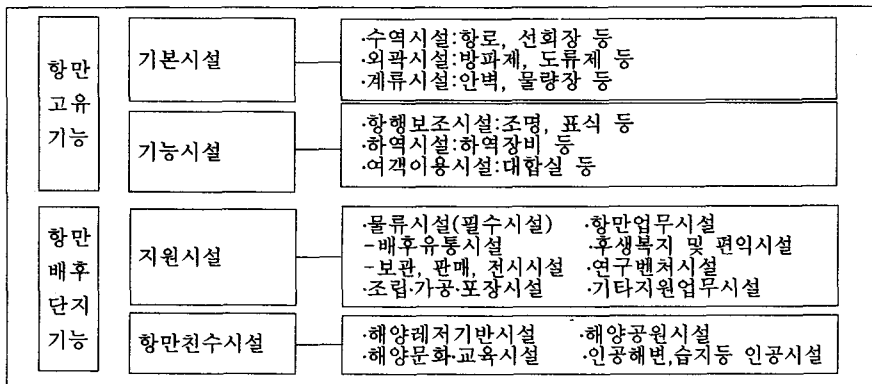 항만
고유
기능
기본시설
·수역시설:항로, 선회장 등
·외곽시설:방파제, 도류제 등
·계류시설:안벽, 물량장 등
기능시설
·항행보조시설:조명, 표식 등
·하역시설:하역장비 등
·여객이용시설:대합실 등
항만
배후
단지
기능
지원시설
·물류시설(필수시설) ·항만업무시설
-배후유통시설 ·후생복지 및 편익시설
-보관, 판매, 전시시설 ·연구벤처시설
·조립·가공·포장시설 ·기타지원업무시설
항만친수시설
·해양레저기반시설 ·해양공원시설
·해양문화·교육시설 ·인공해변,습지등 인공시설